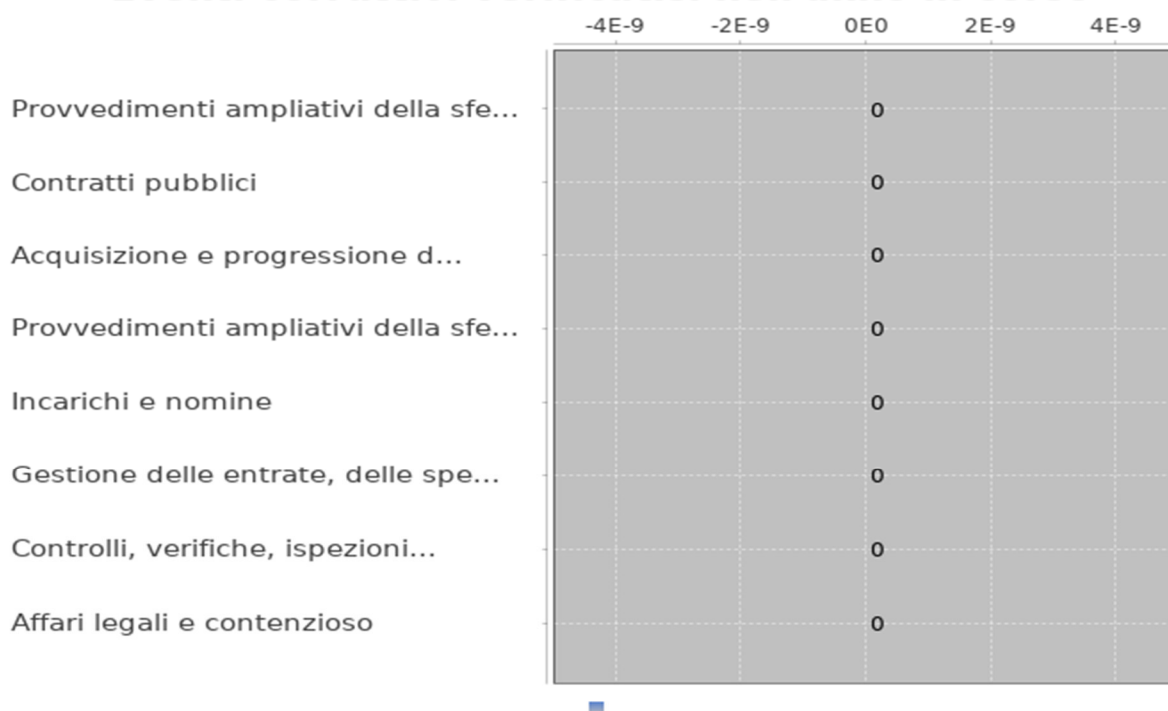 -4E-9 -2E-9 0E0 2E-9 4E-9
Provvedimenti ampliativi della sfe... 0
Contratti pubblici 0
Acquisizione e progressione d... 0
Provvedimenti ampliativi della sfe... 0
Incarichi e nomine 0
Gestione delle entrate, delle spe... 0
Controlli, verifiche, ispezioni... 0
Affari legali e contenzioso 0